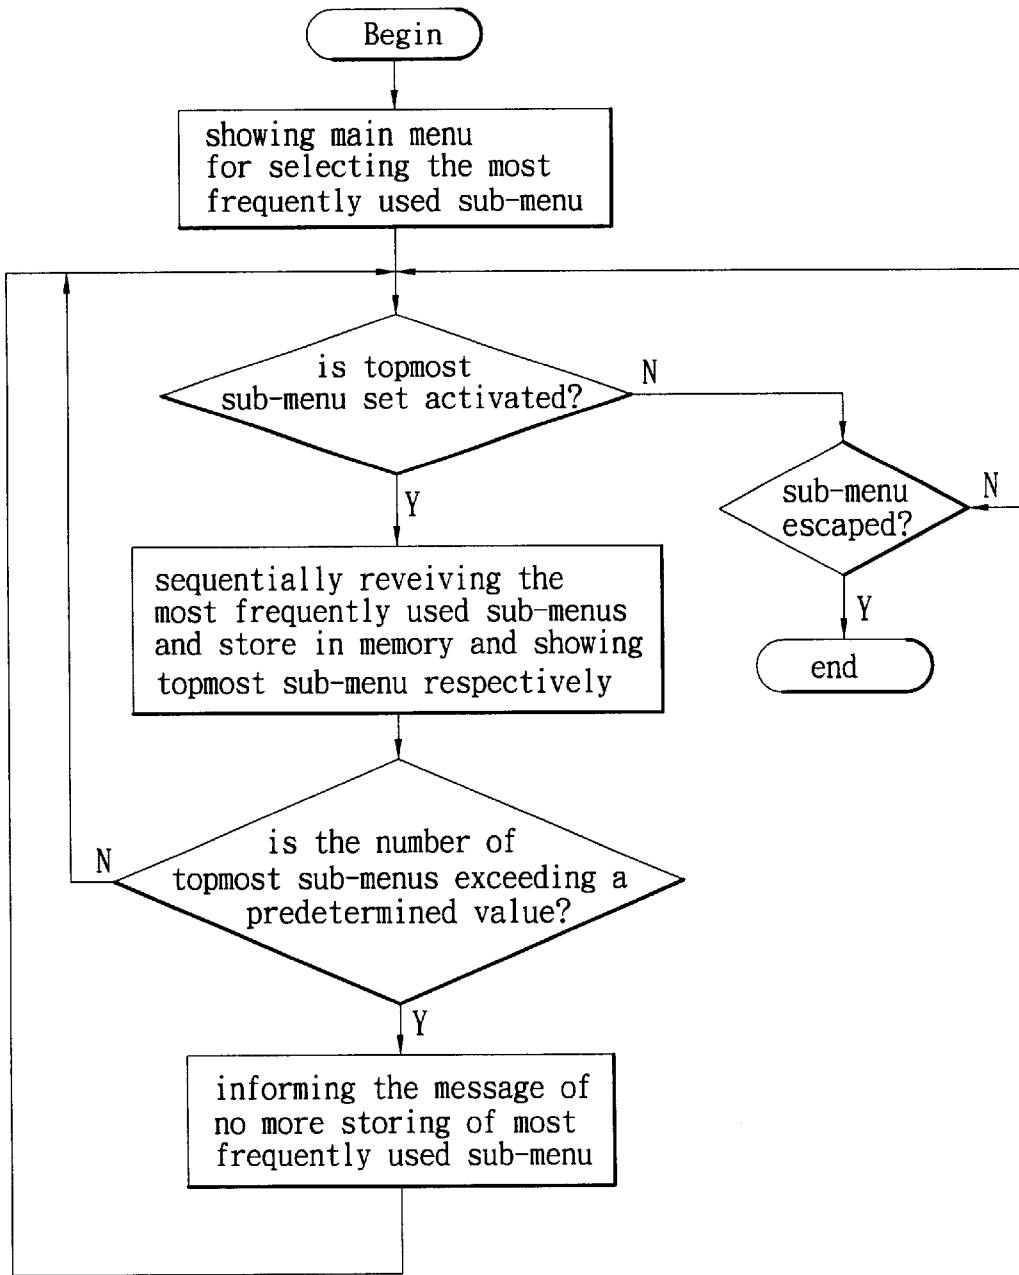 Begin
showing main menu
for selecting the most
frequently used sub-menu
is topmost
sub-menu set activated?
N
sub-menu
escaped?
N
Y
Y
end
sequentially reveiving the
most frequently used sub-menus
and store in memory and showing
topmost sub-menu respectively
is the number of
topmost sub-menus exceeding a
predetermined value?
N
Y
informing the message of
no more storing of most
frequently used sub-menu